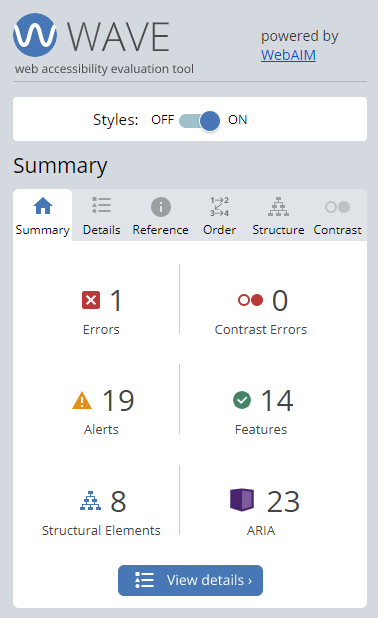 WAVE
web accessibility evaluation tool
powered by
WebAIM
Styles: OFF ON
Summary
Summary Details Reference Order Structure Contrast
1
Errors
0
Contrast Errors
19
Alerts
14
Features
8
Structural Elements
23
ARIA
View details ›